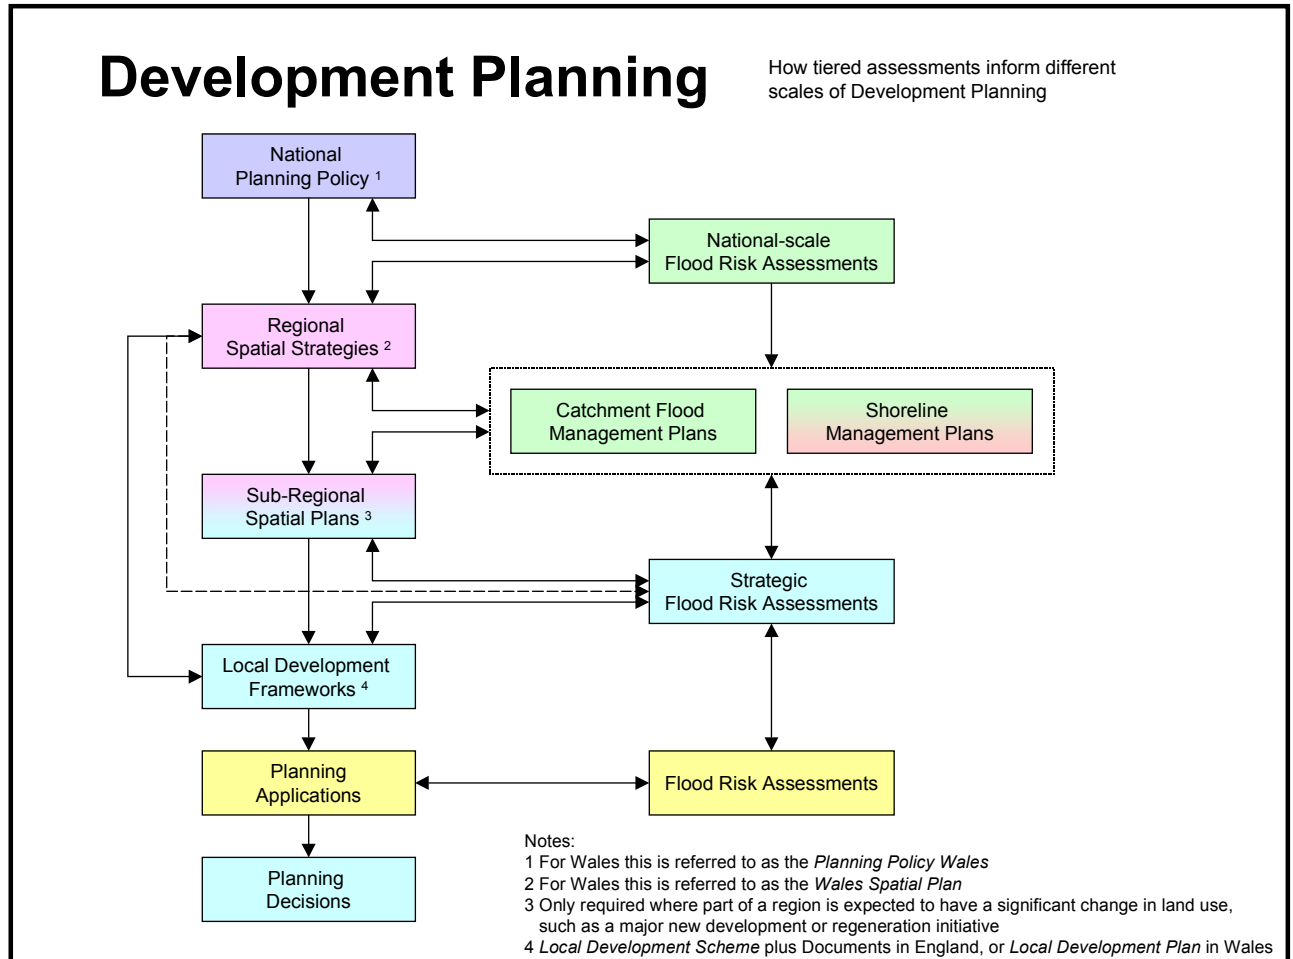 Development Planning
How tiered assessments inform different
scales of Development Planning
National
Planning Policy 1
National-scale
Flood Risk Assessments
Regional
Spatial Strategies 2
Catchment Flood
Management Plans
Shoreline
Management Plans
Sub-Regional
Spatial Plans 3
Strategic
Flood Risk Assessments
Local Development
Frameworks 4
Planning
Applications
Flood Risk Assessments
Planning
Decisions
Notes:
1 For Wales this is referred to as the Planning Policy Wales
2 For Wales this is referred to as the Wales Spatial Plan
3 Only required where part of a region is expected to have a significant change in land use,
such as a major new development or regeneration initiative
4 Local Development Scheme plus Documents in England, or Local Development Plan in Wales